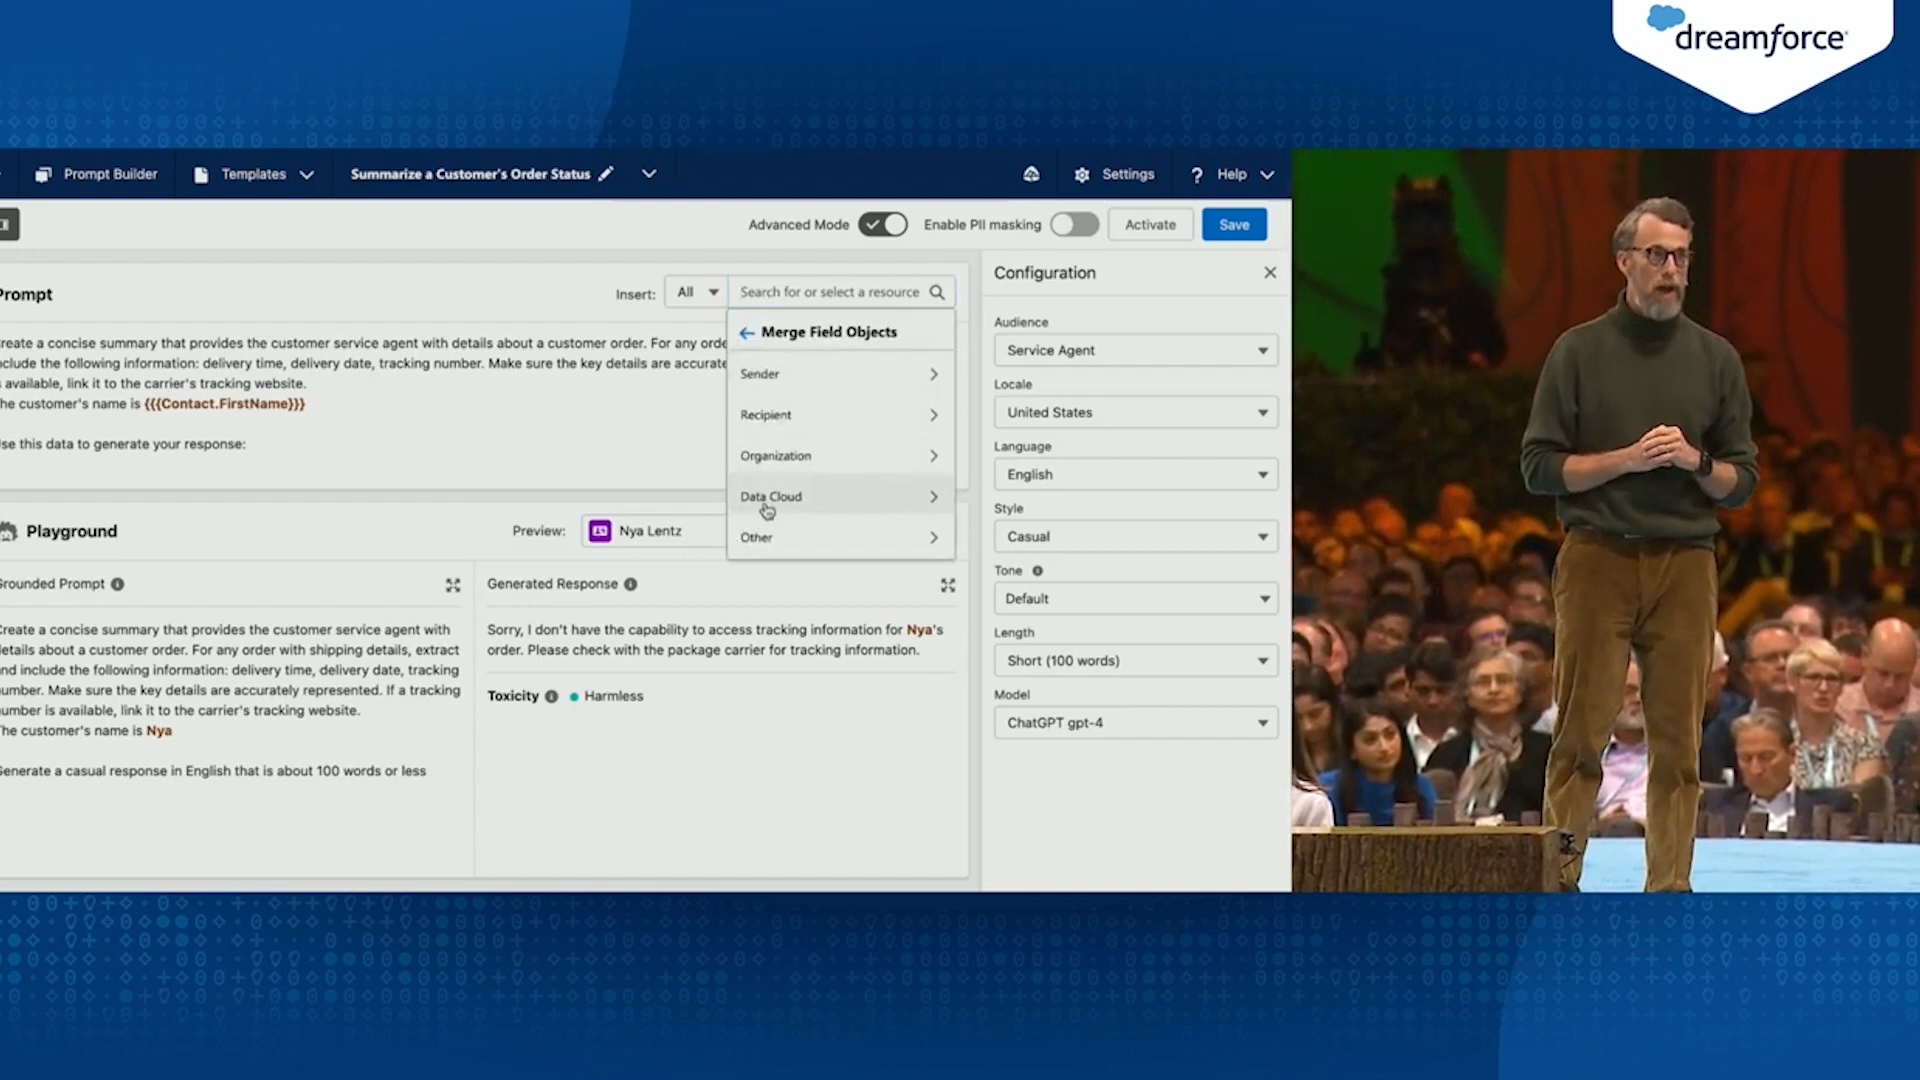 dreamforce
Prompt Builder
Templates
Summarize a Customer's Order Status
Settings
? Help
Advanced Mode
Enable PII masking
Activate
Save
Prompt
Insert: All
Search for or select a resource
reate a concise summary that provides the customer service agent with details about a customer order. For any orde
nclude the following information: delivery time, delivery date, tracking number. Make sure the key details are accurate
s available, link it to the carrier's tracking website.
he customer's name is {{{Contact.FirstName}}}
se this data to generate your response:
Merge Field Objects
Sender
Recipient
Organization
Data Cloud
Other
Playground
Preview: Nya Lentz
Grounded Prompt
Create a concise summary that provides the customer service agent with
details about a customer order. For any order with shipping details, extract
and include the following information: delivery time, delivery date, tracking
number. Make sure the key details are accurately represented. If a tracking
number is available, link it to the carrier's tracking website.
The customer's name is Nya
Generate a casual response in English that is about 100 words or less
Generated Response
Sorry, I don't have the capability to access tracking information for Nya's
order. Please check with the package carrier for tracking information.
Toxicity Harmless
Configuration
Audience
Service Agent
Locale
United States
Language
English
Style
Casual
Tone
Default
Length
Short (100 words)
Model
ChatGPT gpt-4